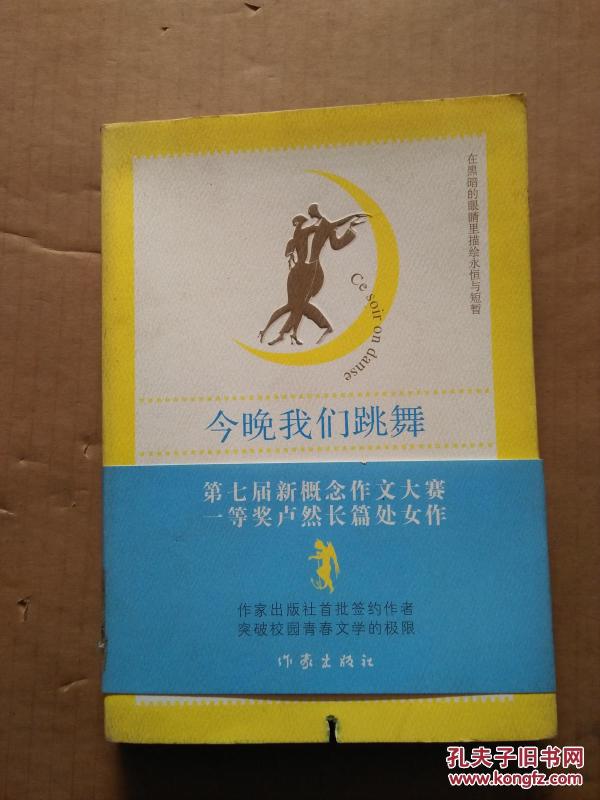 在黑暗的眼睛里描绘永恒与短暂
Ce soir on danse
今晚我们跳舞
第七届新概念作文大赛
一等奖卢然长篇处女作
作家出版社首批签约作者
突破校园青春文学的极限
作家出版社
孔夫子旧书网
www.kongfz.com